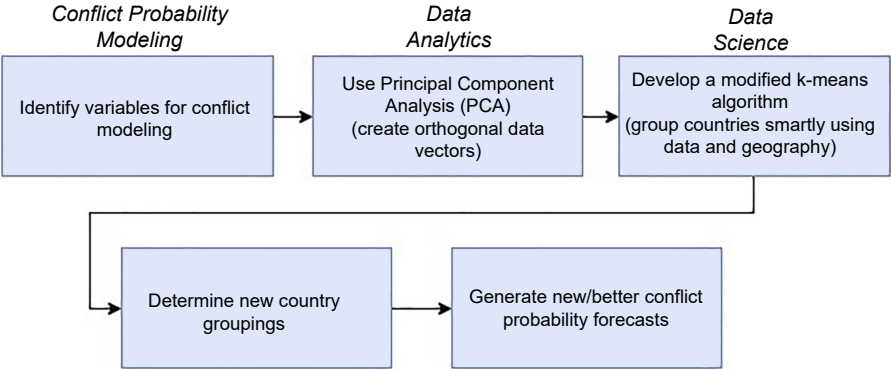 Conflict Probability
Modeling
Data
Analytics
Data
Science
Identify variables for conflict
modeling
Use Principal Component
Analysis (PCA)
(create orthogonal data
vectors)
Develop a modified k-means
algorithm
(group countries smartly using
data and geography)
Determine new country
groupings
Generate new/better conflict
probability forecasts